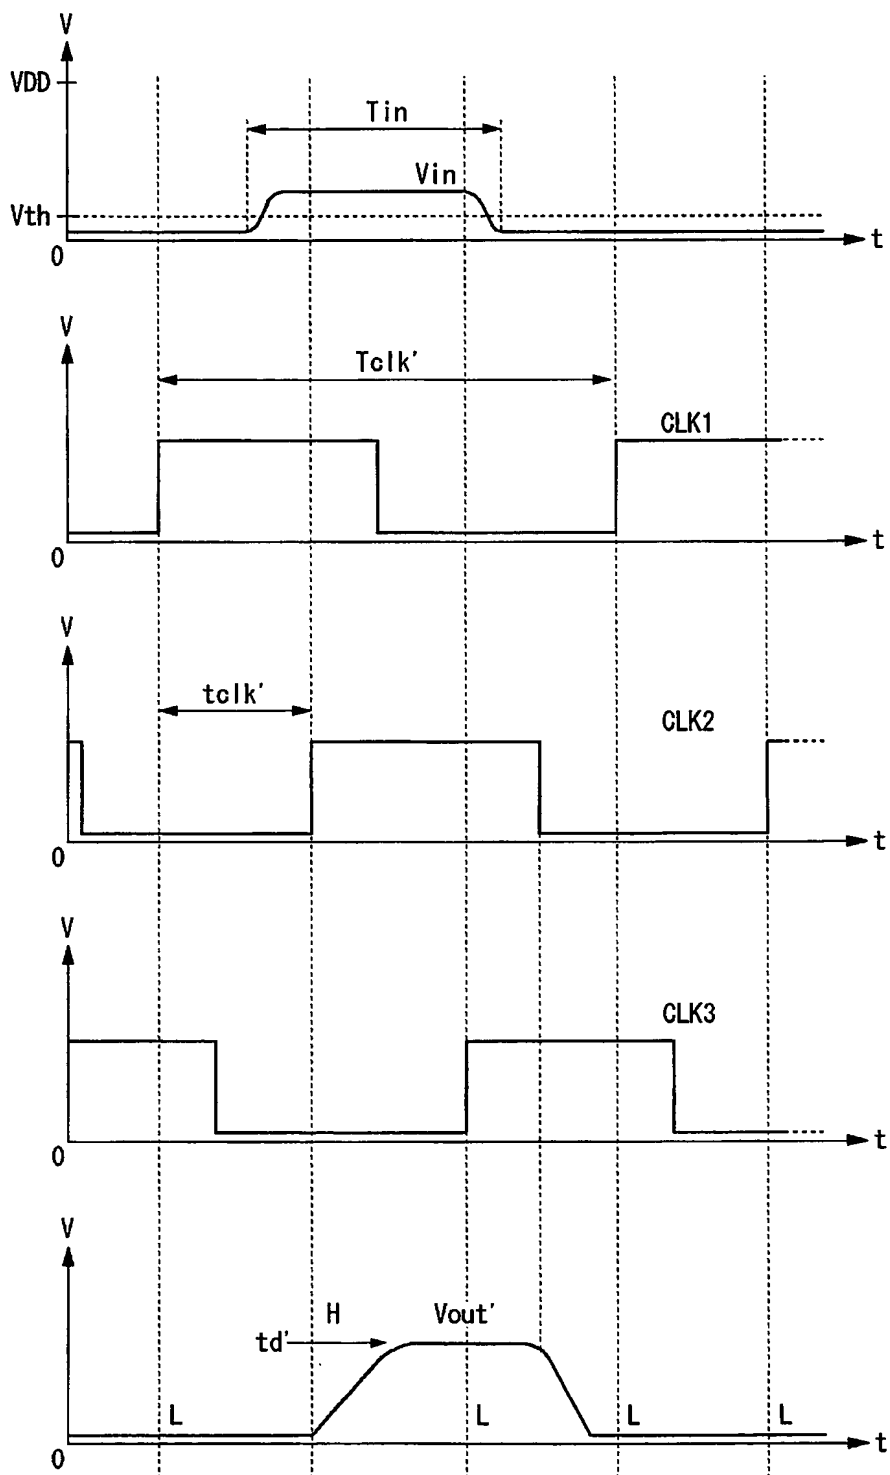 V
VDD
Tin
Vin
Vth
0
t
V
Tclk'
CLK1
0
t
V
tclk'
CLK2
0
t
V
CLK3
0
t
V
H
Vout'
td'
L
L
L
L
0
t